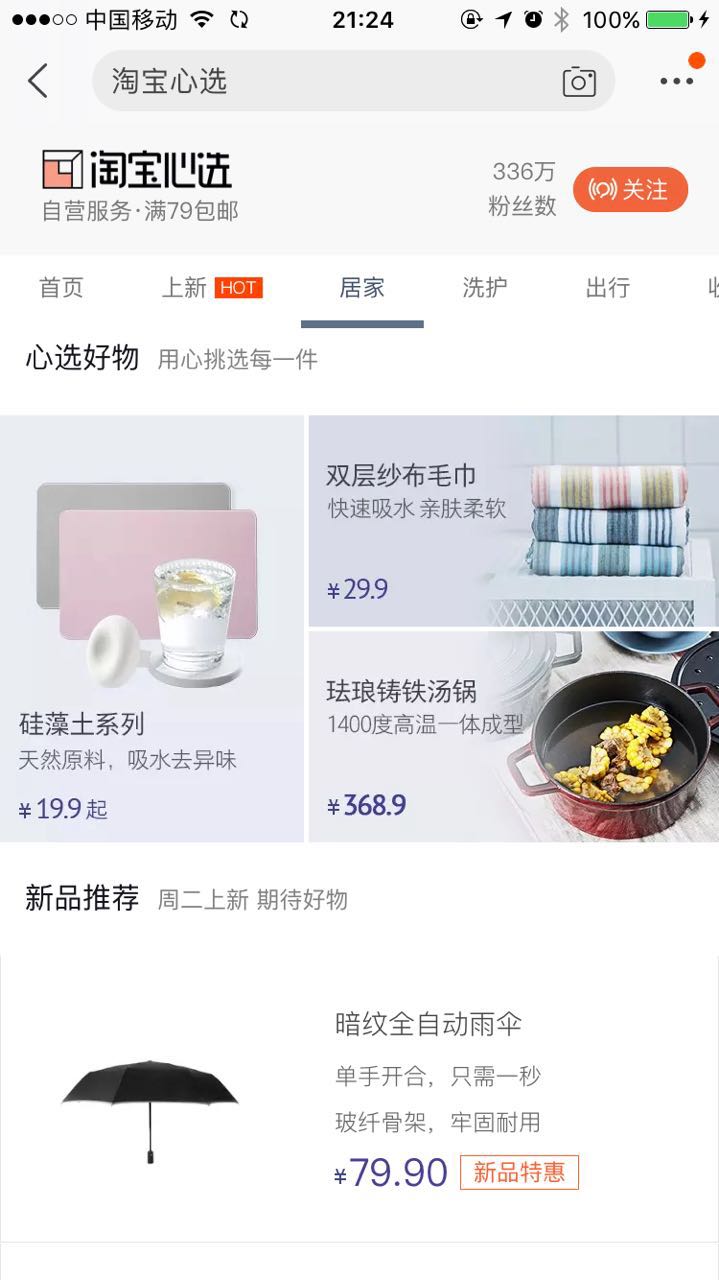 中国移动
21:24
100%
淘宝心选
淘宝心选
自营服务·满79包邮
336万
粉丝数
关注
首页
上新 HOT
居家
洗护
出行
心选好物 用心挑选每一件
硅藻土系列
天然原料，吸水去异味
¥19.9起
双层纱布毛巾
快速吸水 亲肤柔软
¥29.9
珐琅铸铁汤锅
1400度高温一体成型
¥368.9
新品推荐 周二上新 期待好物
暗纹全自动雨伞
单手开合，只需一秒
玻纤骨架，牢固耐用
¥79.90 新品特惠